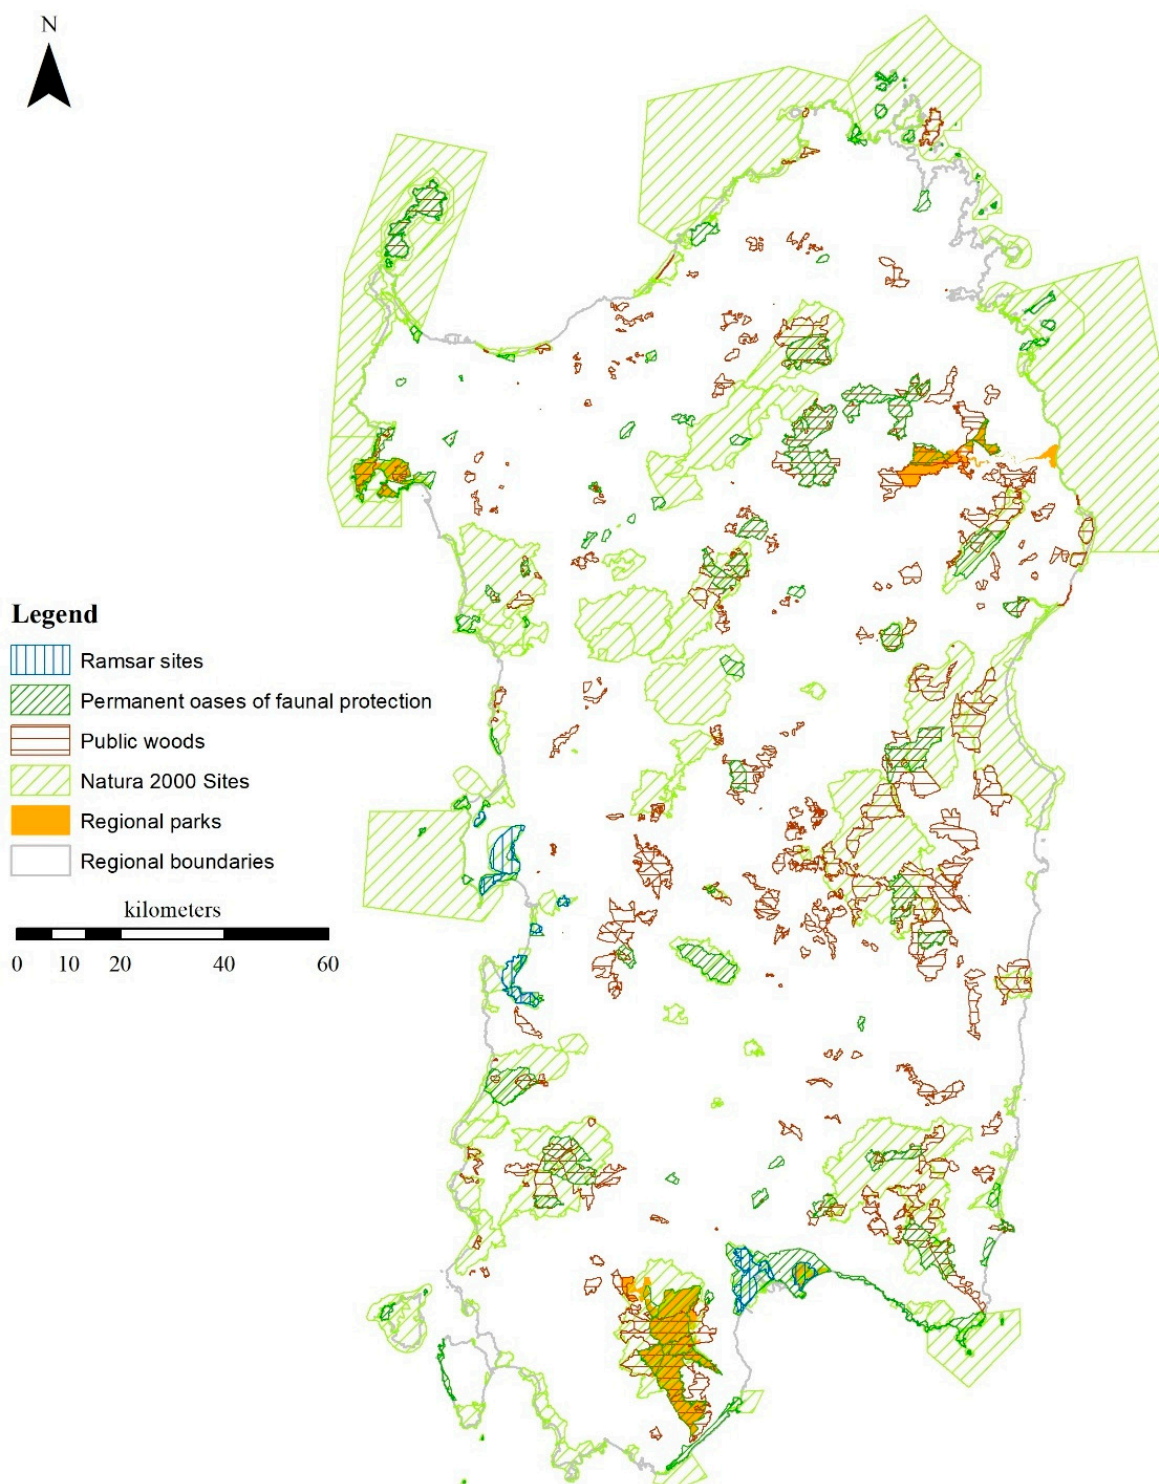 N
Legend
Ramsar sites
Permanent oases of faunal protection
Public woods
Natura 2000 Sites
Regional parks
Regional boundaries
kilometers
0 10 20 40 60